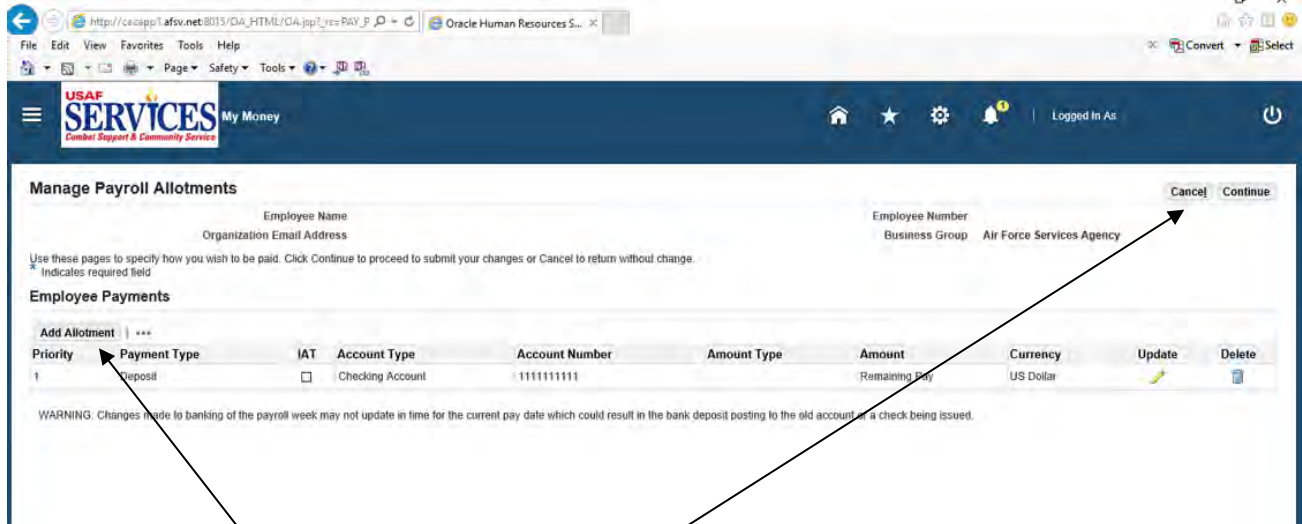 http://cacapp1.afsv.net:8015/OA_HTML/OA.jsp?_rc=PAY_P
Oracle Human Resources S...
File Edit View Favorites Tools Help
Convert Select
Page Safety Tools
USAF
SERVICES
Combat Support & Community Service
My Money
1
Logged In As
Manage Payroll Allotments
Cancel Continue
Employee Name
Employee Number
Organization Email Address
Business Group Air Force Services Agency
Use these pages to specify how you wish to be paid. Click Continue to proceed to submit your changes or Cancel to return without change.
* Indicates required field
Employee Payments
Add Allotment | •••
Priority Payment Type IAT Account Type Account Number Amount Type Amount Currency Update Delete
1 Deposit Checking Account 1111111111 Remaining Pay US Dollar
WARNING: Changes made to banking of the payroll week may not update in time for the current pay date which could result in the bank deposit posting to the old account or a check being issued.